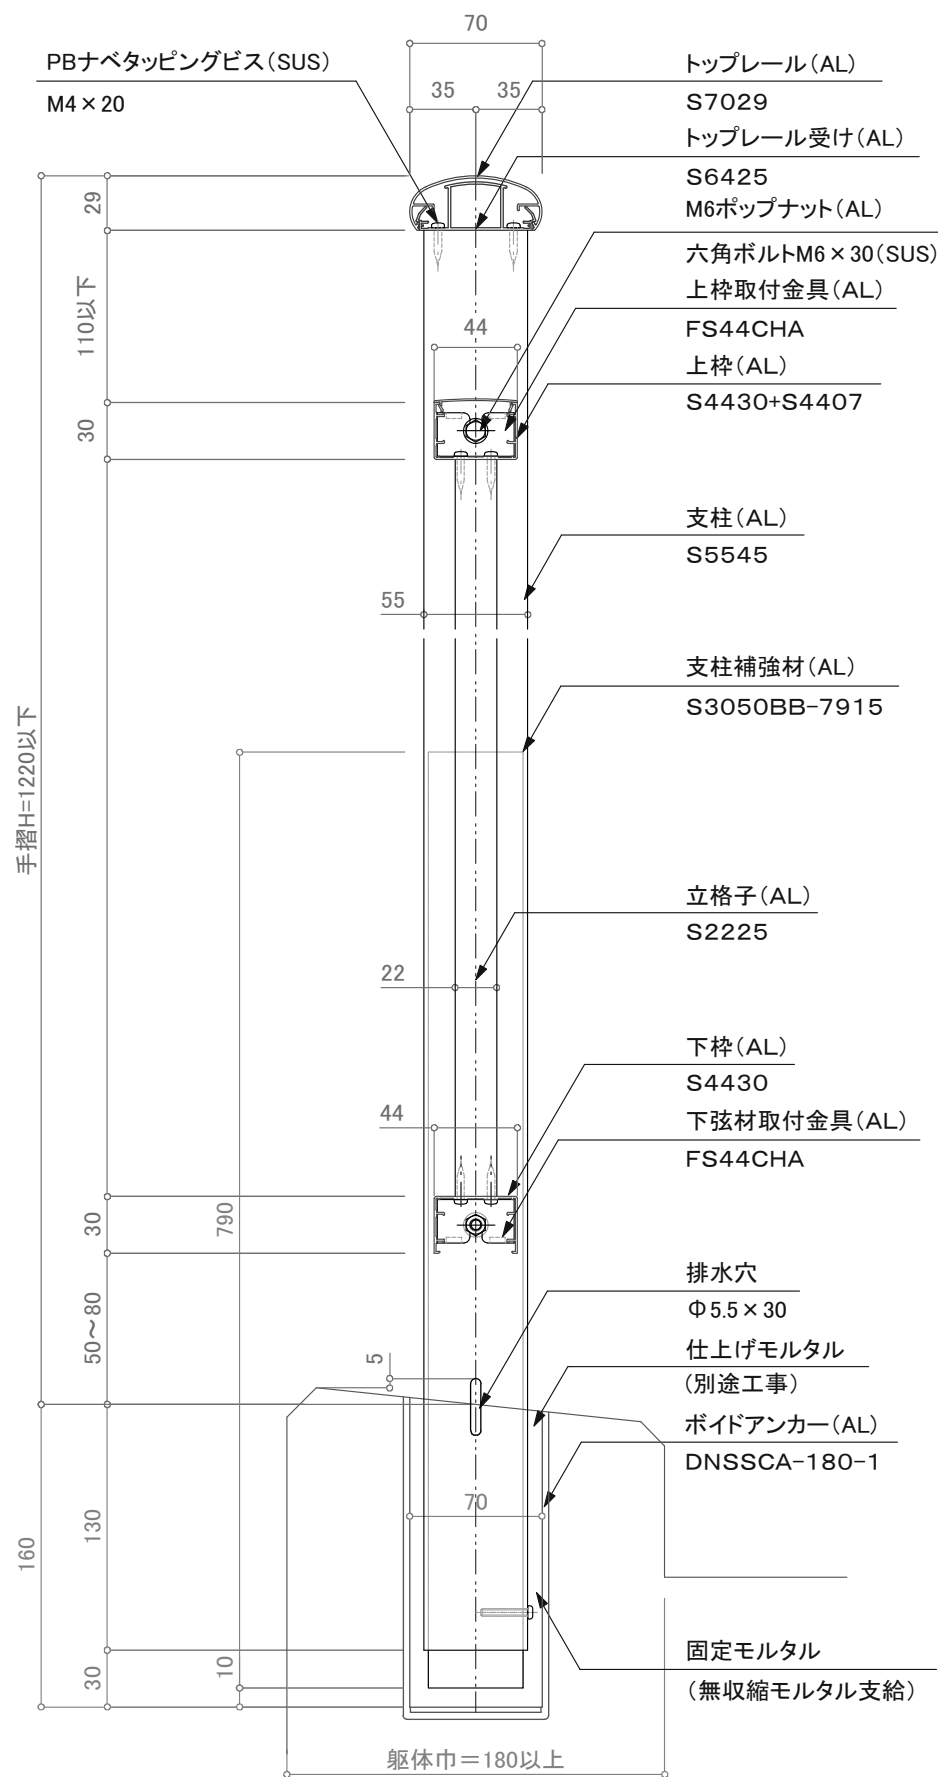 70
PBナベタッピングビス(SUS)
M4×20
35
35
トップレール(AL)
S7029
トップレール受け(AL)
S6425
M6ポップナット(AL)
六角ボルトM6×30(SUS)
上枠取付金具(AL)
FS44CHA
上枠(AL)
S4430+S4407
29
110以下
30
44
支柱(AL)
S5545
55
支柱補強材(AL)
S3050BB-7915
手摺H=1220以下
立格子(AL)
S2225
22
下枠(AL)
S4430
下弦材取付金具(AL)
FS44CHA
44
30
790
50~80
5
排水穴
Φ5.5×30
仕上げモルタル
(別途工事)
ボイドアンカー(AL)
DNSSCA-180-1
70
130
160
30
10
固定モルタル
(無収縮モルタル支給)
躯体巾=180以上